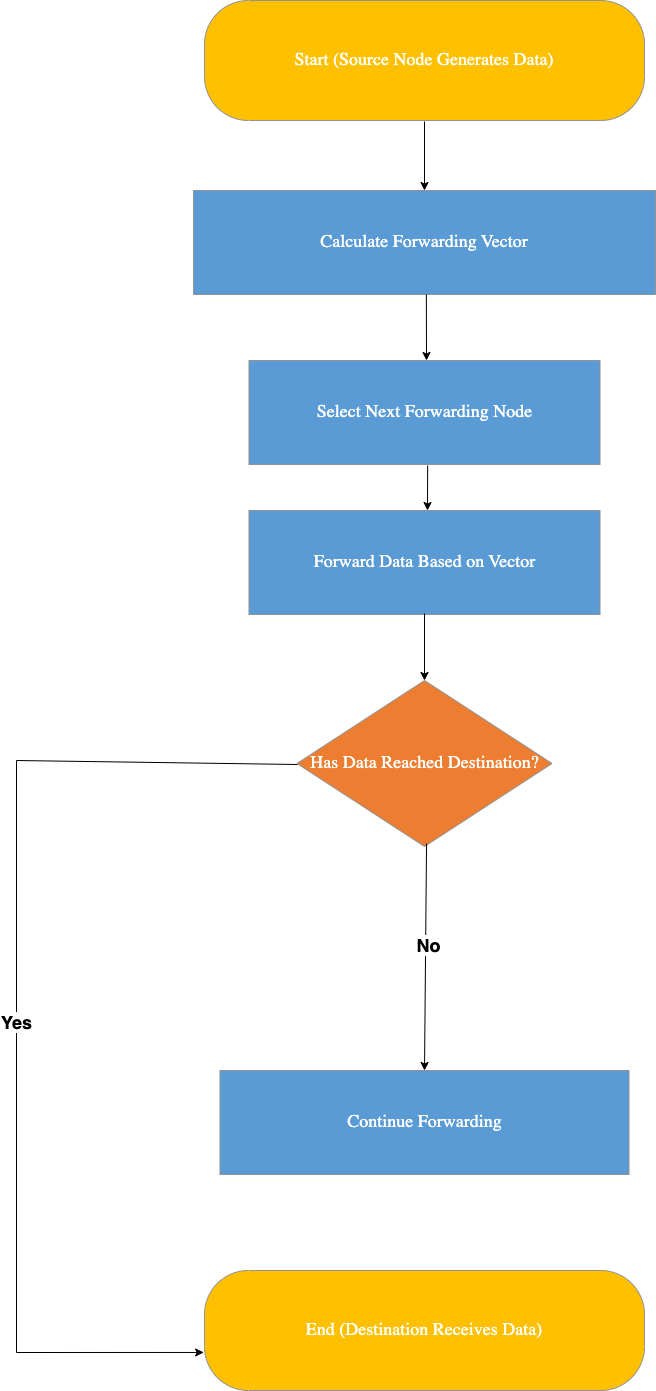 Start (Source Node Generates Data)
Calculate Forwarding Vector
Select Next Forwarding Node
Forward Data Based on Vector
Has Data Reached Destination?
No
Yes
Continue Forwarding
End (Destination Receives Data)